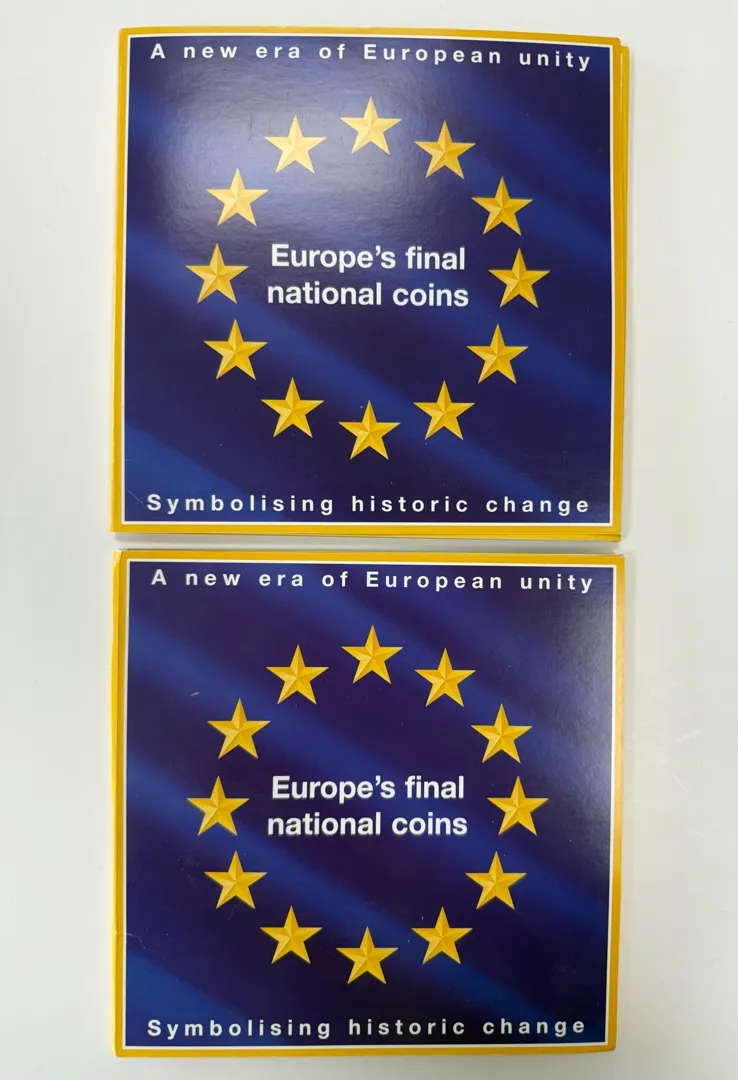 A new era of European unity
Europe's final
national coins
Symbolising historic change
A new era of European unity
Europe's final
national coins
Symbolising historic change